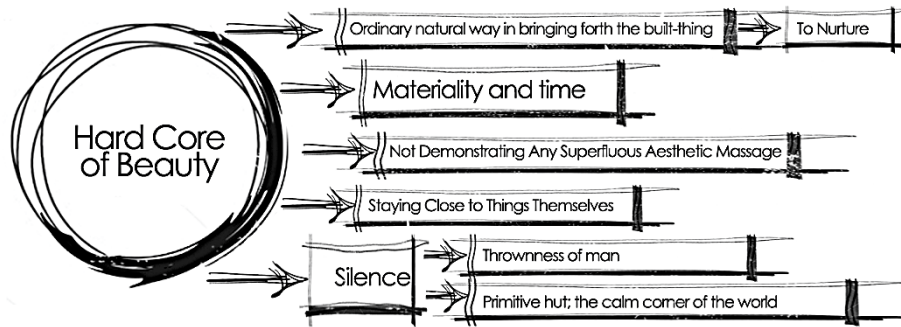 Hard Core
of Beauty
Ordinary natural way in bringing forth the built-thing
To Nurture
Materiality and time
Not Demonstrating Any Superfluous Aesthetic Massage
Staying Close to Things Themselves
Silence
Thrownness of man
Primitive hut; the calm corner of the world